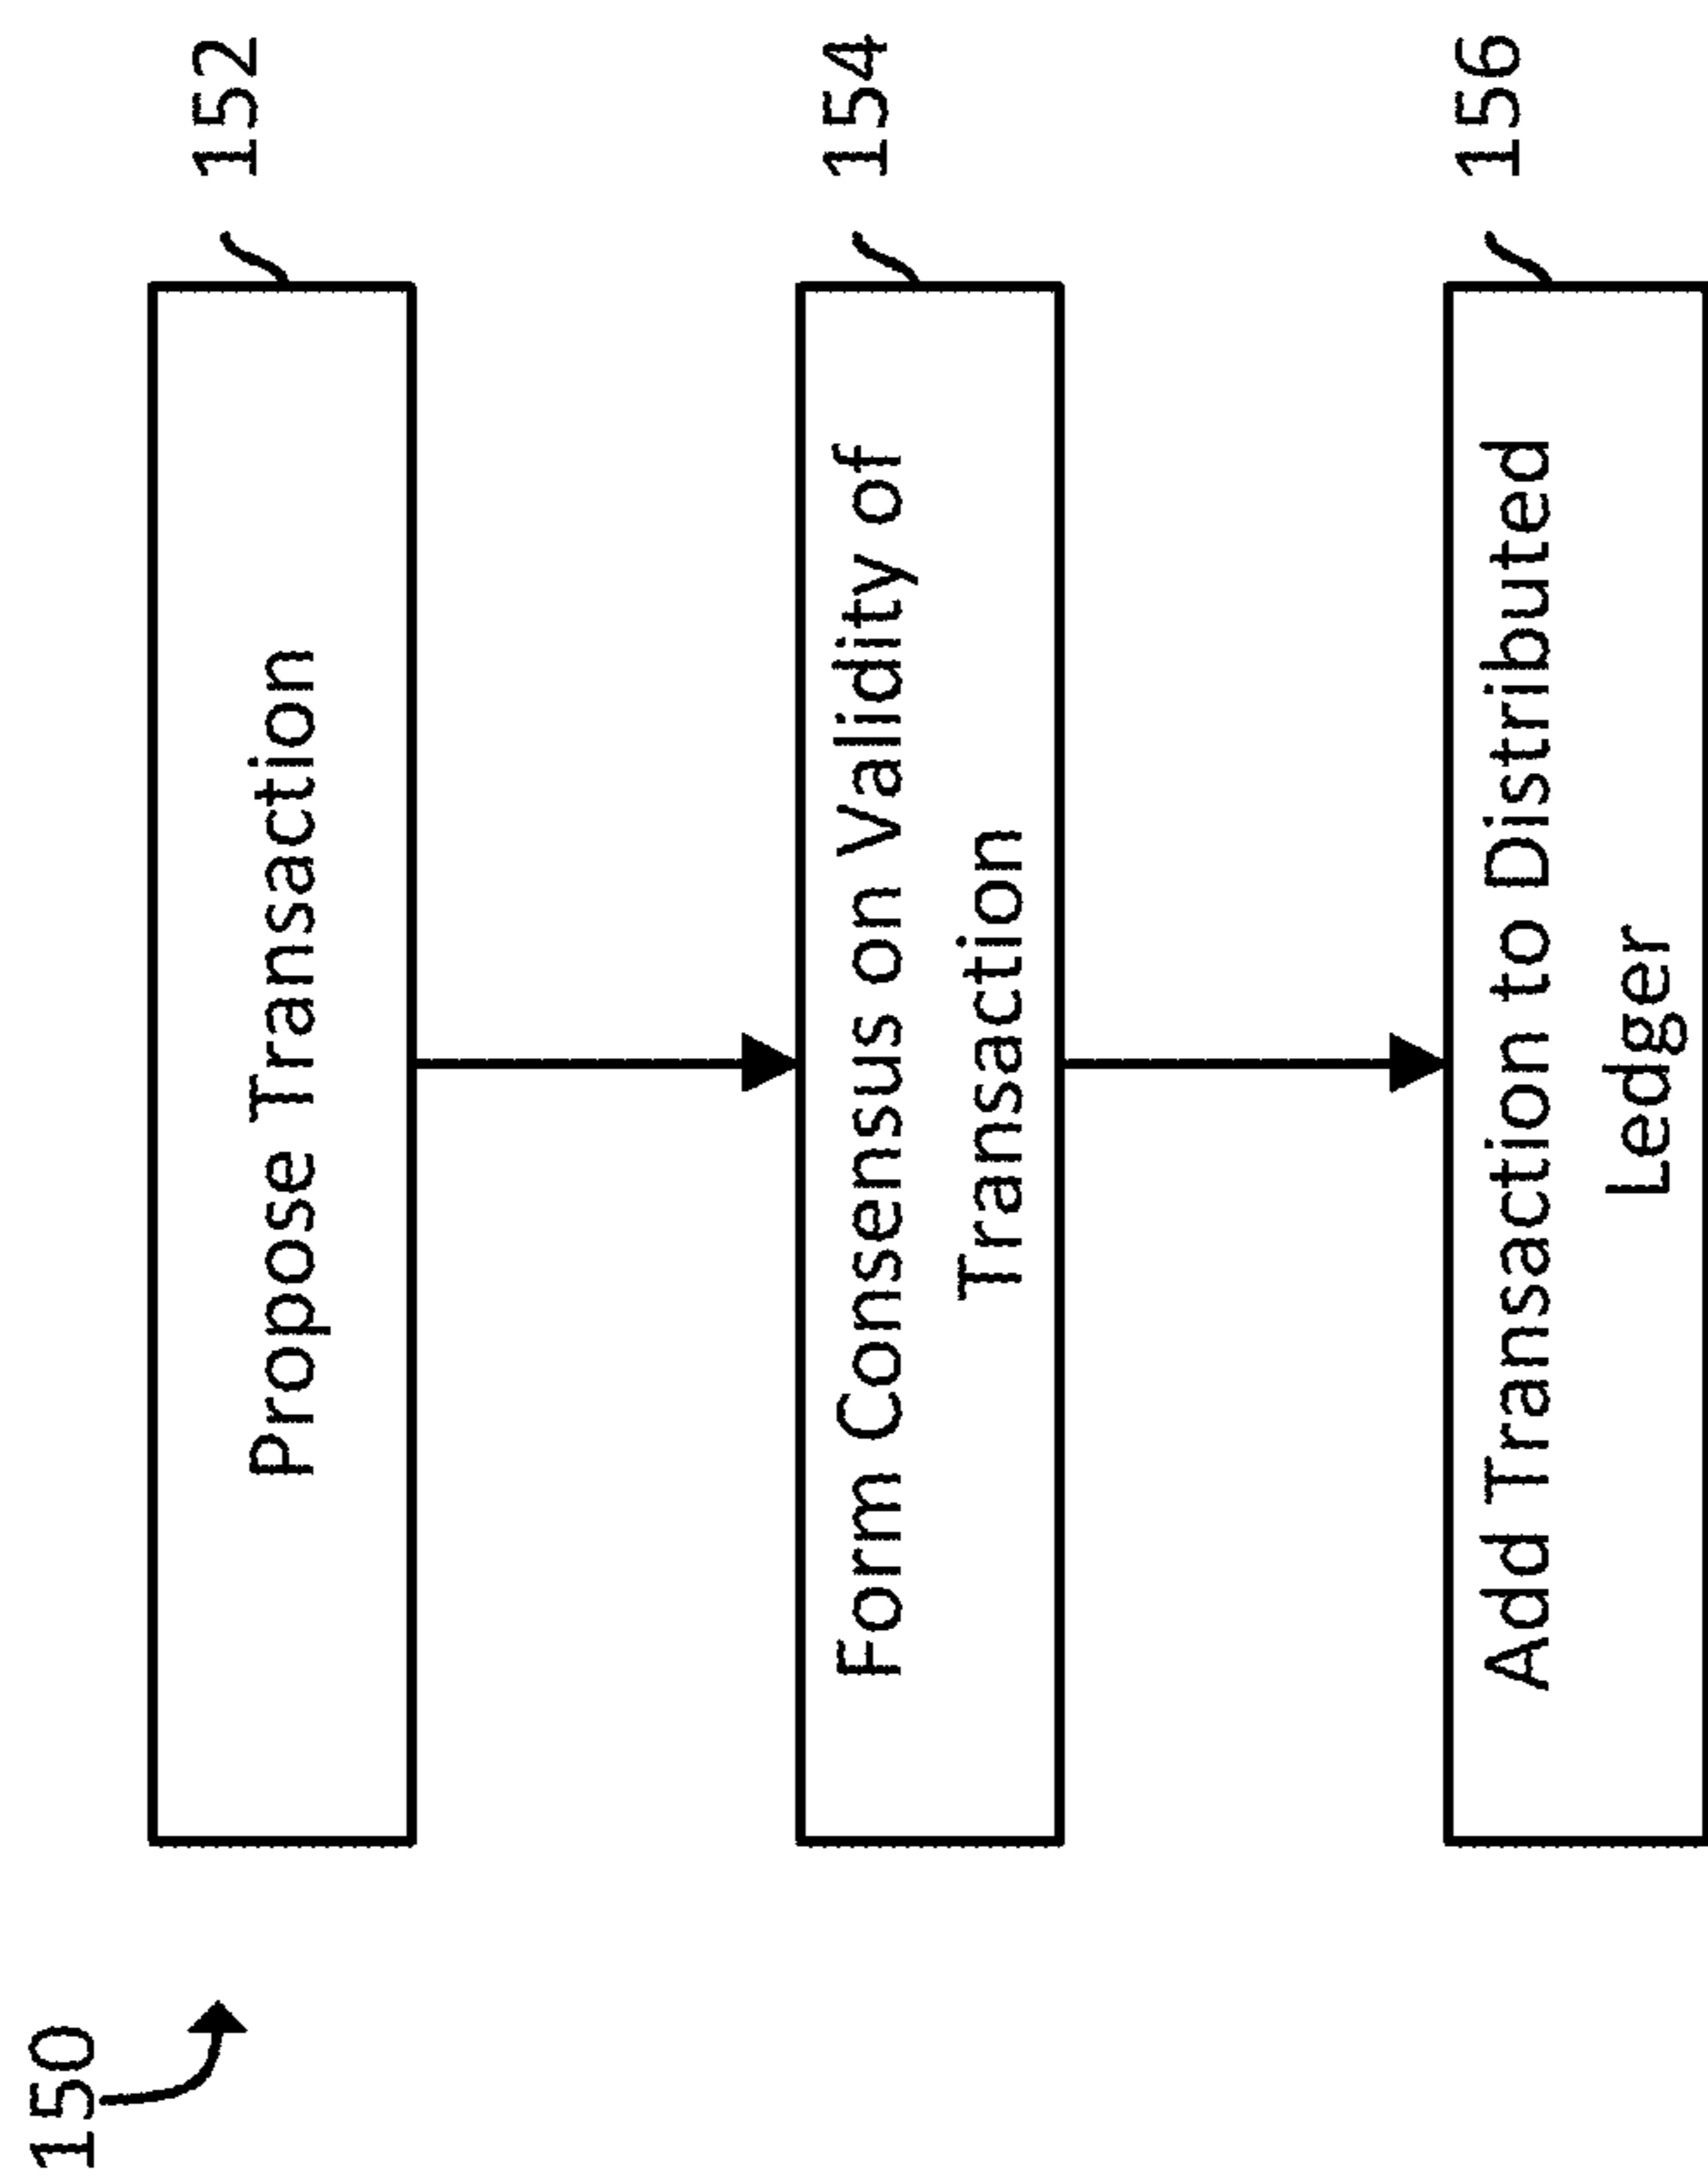 150
152
Propose Transaction
154
Form Consensus on Validity of
Transaction
156
Add Transaction to Distributed
Ledger